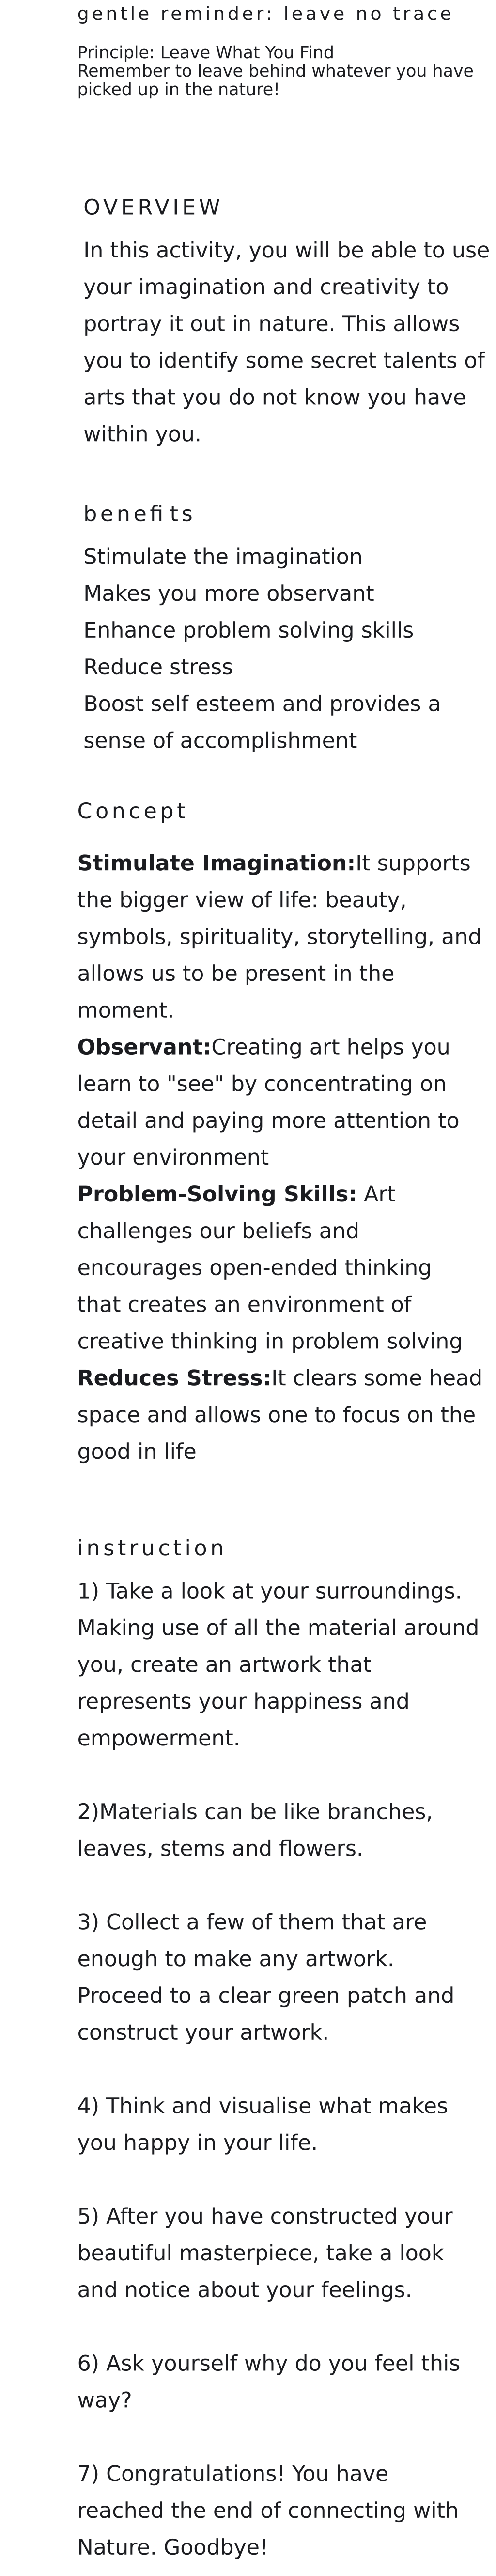 gentle reminder: leave no trace
Principle: Leave What You Find
Remember to leave behind whatever you have
picked up in the nature!
OVERVIEW
In this activity, you will be able to use
your imagination and creativity to
portray it out in nature. This allows
you to identify some secret talents of
arts that you do not know you have
within you.
benefits
Stimulate the imagination
Makes you more observant
Enhance problem solving skills
Reduce stress
Boost self esteem and provides a
sense of accomplishment
Concept
Stimulate Imagination:It supports
the bigger view of life: beauty,
symbols, spirituality, storytelling, and
allows us to be present in the
moment.
Observant:Creating art helps you
learn to "see" by concentrating on
detail and paying more attention to
your environment
Problem-Solving Skills: Art
challenges our beliefs and
encourages open-ended thinking
that creates an environment of
creative thinking in problem solving
Reduces Stress:It clears some head
space and allows one to focus on the
good in life
instruction
1) Take a look at your surroundings.
Making use of all the material around
you, create an artwork that
represents your happiness and
empowerment.
2)Materials can be like branches,
leaves, stems and flowers.
3) Collect a few of them that are
enough to make any artwork.
Proceed to a clear green patch and
construct your artwork.
4) Think and visualise what makes
you happy in your life.
5) After you have constructed your
beautiful masterpiece, take a look
and notice about your feelings.
6) Ask yourself why do you feel this
way?
7) Congratulations! You have
reached the end of connecting with
Nature. Goodbye!